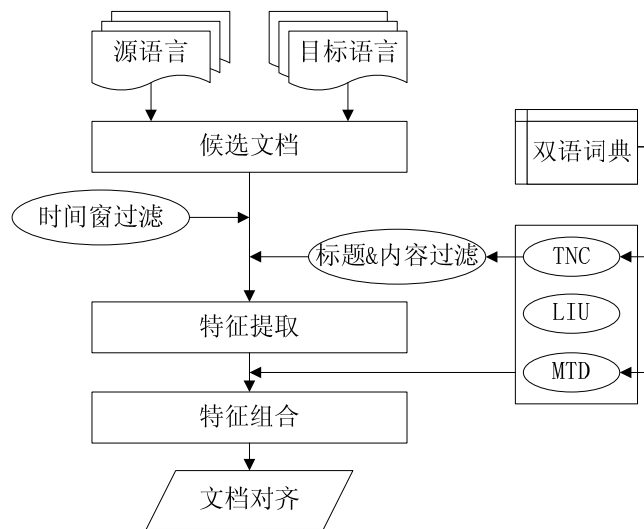 源语言
目标语言
候选文档
双语词典
时间窗过滤
标题&内容过滤
TNC
LIU
特征提取
MTD
特征组合
文档对齐